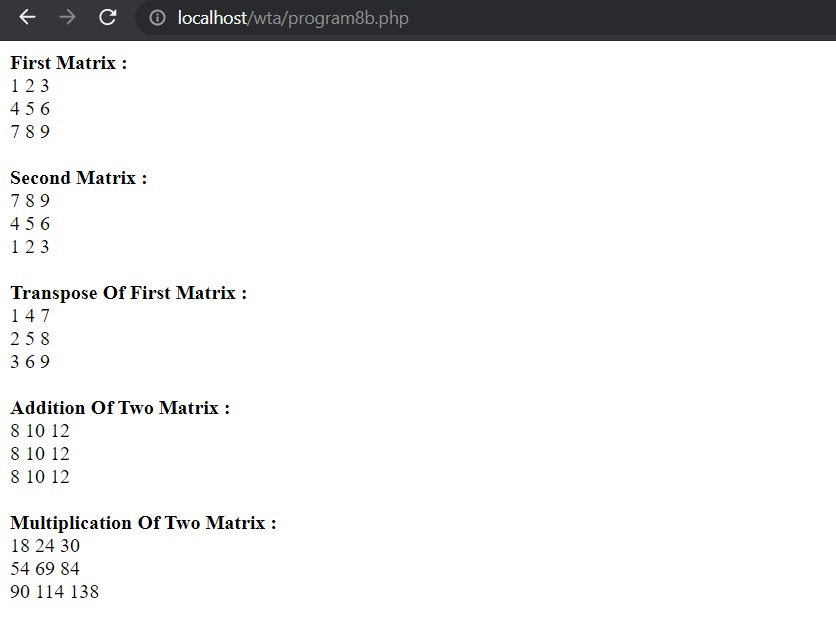 localhost/wta/program8b.php
First Matrix :
1 2 3
4 5 6
7 8 9
Second Matrix :
7 8 9
4 5 6
1 2 3
Transpose Of First Matrix :
1 4 7
2 5 8
3 6 9
Addition Of Two Matrix :
8 10 12
8 10 12
8 10 12
Multiplication Of Two Matrix :
18 24 30
54 69 84
90 114 138